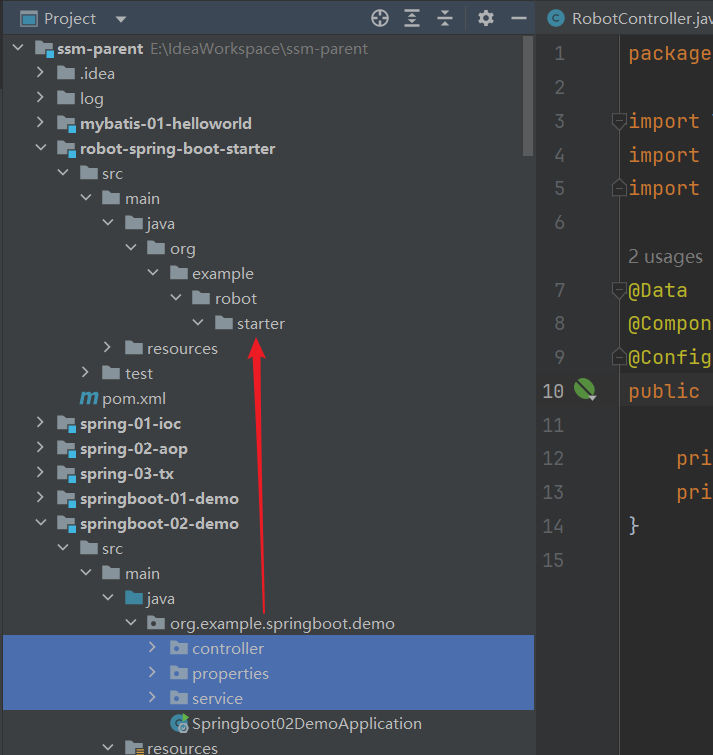 Project
ssm-parent E:\IdeaWorkspace\ssm-parent
.idea
log
mybatis-01-helloworld
robot-spring-boot-starter
src
main
java
org
example
robot
starter
resources
test
pom.xml
spring-01-ioc
spring-02-aop
spring-03-tx
springboot-01-demo
springboot-02-demo
src
main
java
org.example.springboot.demo
controller
properties
service
Springboot02DemoApplication
resources
RobotController.jav
1 package
2
3 import
4 import
5 import
6
2 usages
7 @Data
8 @Compon
9 @Config
10 public
11
12 pri
13 pri
14 }
15